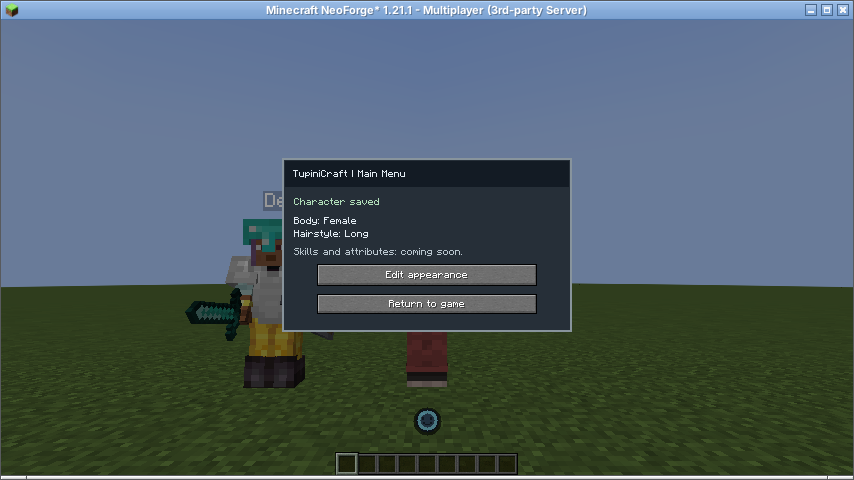 Minecraft NeoForge* 1.21.1 - Multiplayer (3rd-party Server)
TupiniCraft | Main Menu
Character saved
De
Body: Female
Hairstyle: Long
Skills and attributes: coming soon.
Edit appearance
Return to game